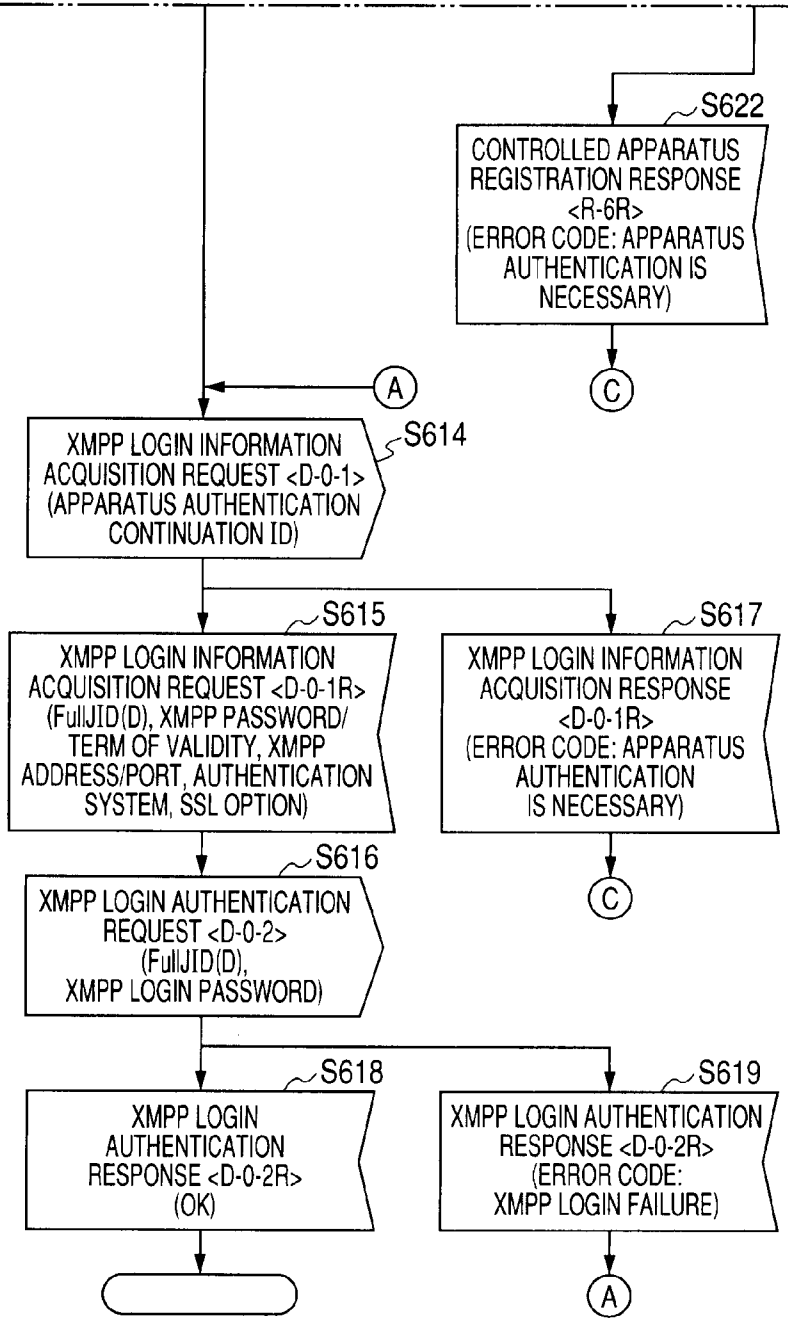 S622
CONTROLLED APPARATUS
REGISTRATION RESPONSE
<R-6R>
(ERROR CODE: APPARATUS
AUTHENTICATION IS
NECESSARY)
A
C
S614
XMPP LOGIN INFORMATION
ACQUISITION REQUEST <D-0-1>
(APPARATUS AUTHENTICATION
CONTINUATION ID)
S615
XMPP LOGIN INFORMATION
ACQUISITION REQUEST <D-0-1R>
(FullJID(D), XMPP PASSWORD/
TERM OF VALIDITY, XMPP
ADDRESS/PORT, AUTHENTICATION
SYSTEM, SSL OPTION)
S617
XMPP LOGIN INFORMATION
ACQUISITION RESPONSE
<D-0-1R>
(ERROR CODE: APPARATUS
AUTHENTICATION
IS NECESSARY)
S616
XMPP LOGIN AUTHENTICATION
REQUEST <D-0-2>
(FullJID(D),
XMPP LOGIN PASSWORD)
C
S618
XMPP LOGIN
AUTHENTICATION
RESPONSE <D-0-2R>
(OK)
S619
XMPP LOGIN AUTHENTICATION
RESPONSE <D-0-2R>
(ERROR CODE:
XMPP LOGIN FAILURE)
A